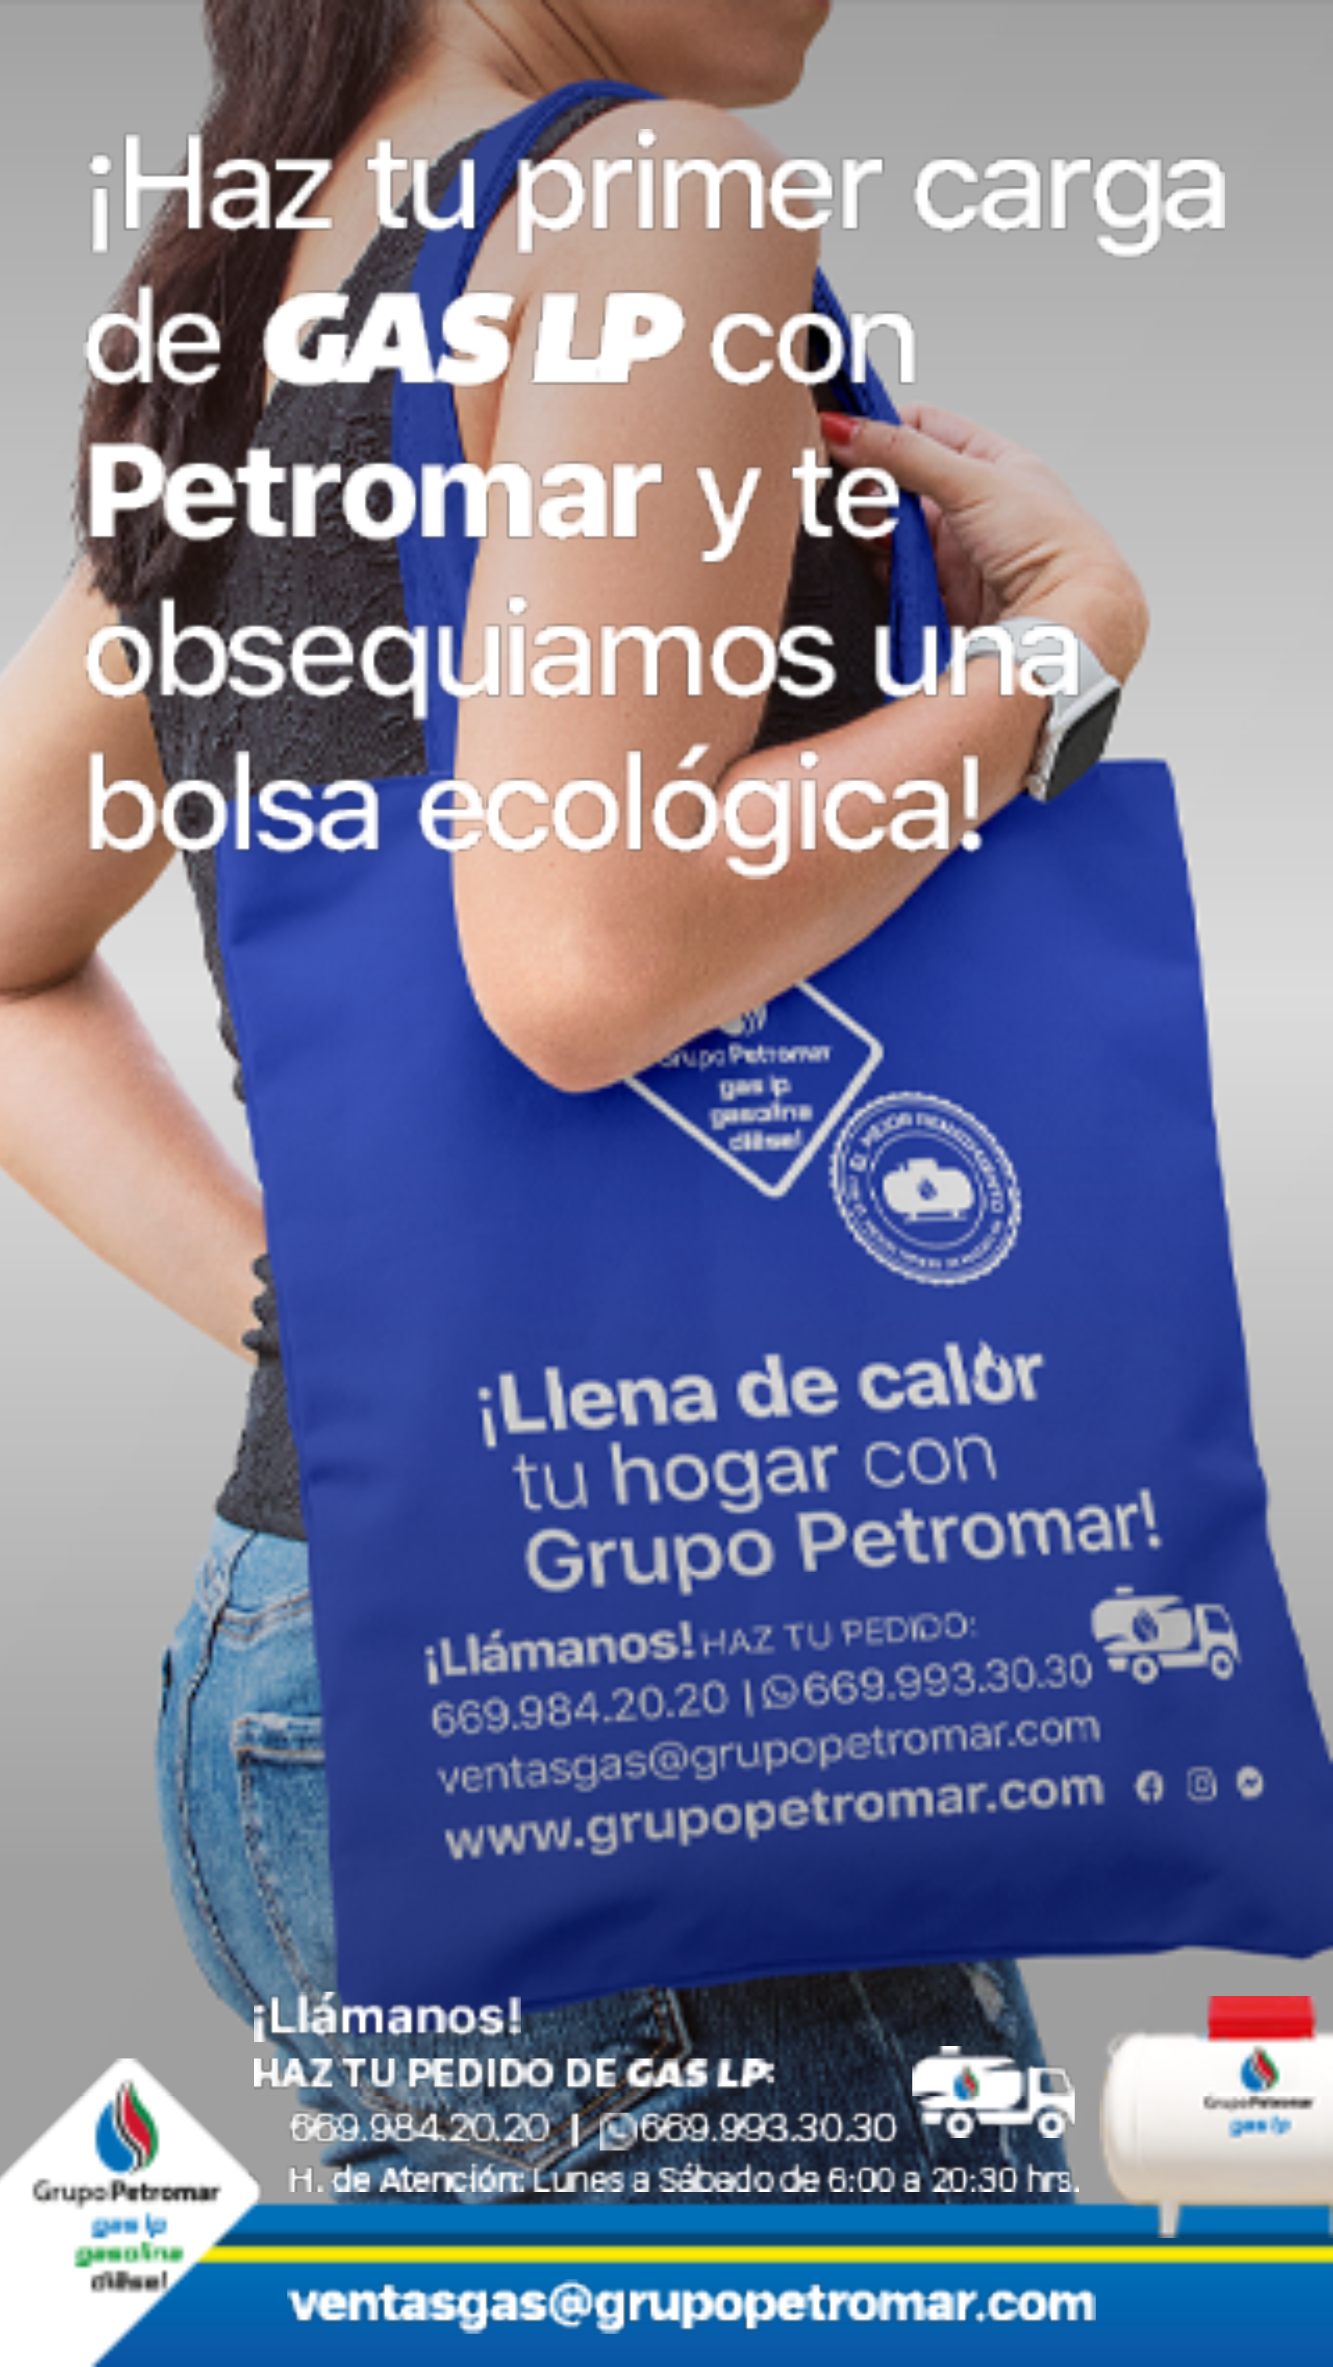 ¡Haz tu primer carga
de GAS LP con
Petromar y te
obsequiamos una
bolsa ecológica!
Grupo Petromar
gas lp
gasolina
diésel
EL MEJOR RENDIMIENTO
¡Llena de calor
tu hogar con
Grupo Petromar!
¡Llámanos! HAZ TU PEDIDO:
669.984.20.20 | 669.993.30.30
ventasgas@grupopetromar.com
www.grupopetromar.com
¡Llámanos!
HAZ TU PEDIDO DE GAS LP:
669.984.20.20 | 669.993.30.30
H. de Atención: Lunes a Sábado de 6:00 a 20:30 hrs.
Grupo Petromar
gas lp
Grupo Petromar
gas lp
gasolina
diésel
ventasgas@grupopetromar.com